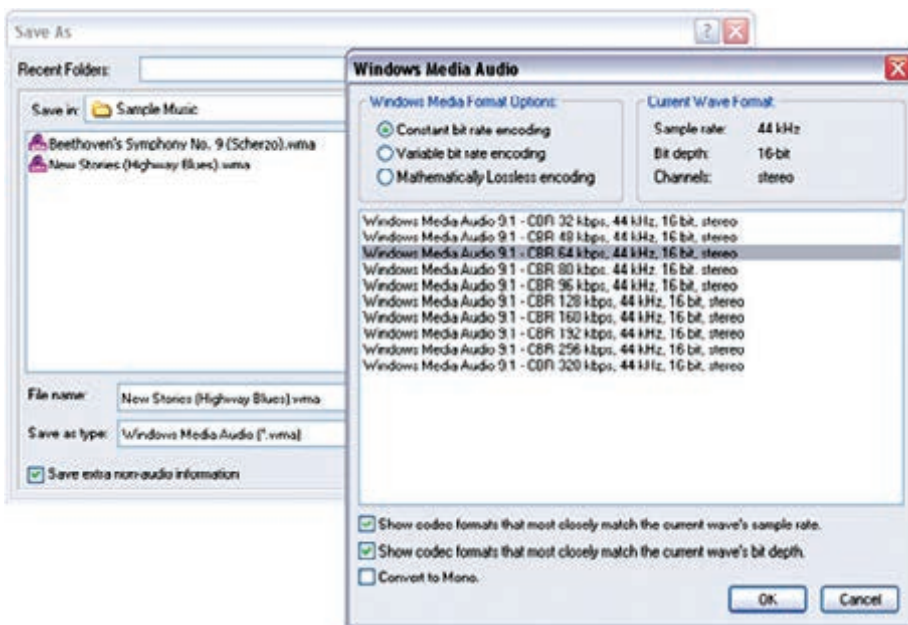 Save As
Recent Folders:
Save in: Sample Music
Beethoven's Symphony No. 9 (Scherzo).wma
New Stories (Highway Blues).wma
File name: New Stories (Highway Blues).wma
Save as type: Windows Media Audio (*.wma)
Save extra non-audio information
Windows Media Audio
Windows Media Format Options:
Constant bit rate encoding
Variable bit rate encoding
Mathematically Lossless encoding
Current Wave Format:
Sample rate: 44 kHz
Bit depth: 16-bit
Channels: stereo
Windows Media Audio 9.1 - CBR 32 kbps, 44 kHz, 16 bit, stereo
Windows Media Audio 9.1 - CBR 48 kbps, 44 kHz, 16 bit, stereo
Windows Media Audio 9.1 - CBR 64 kbps, 44 kHz, 16 bit, stereo
Windows Media Audio 9.1 - CBR 80 kbps, 44 kHz, 16 bit, stereo
Windows Media Audio 9.1 - CBR 96 kbps, 44 kHz, 16 bit, stereo
Windows Media Audio 9.1 - CBR 128 kbps, 44 kHz, 16 bit, stereo
Windows Media Audio 9.1 - CBR 160 kbps, 44 kHz, 16 bit, stereo
Windows Media Audio 9.1 - CBR 192 kbps, 44 kHz, 16 bit, stereo
Windows Media Audio 9.1 - CBR 256 kbps, 44 kHz, 16 bit, stereo
Windows Media Audio 9.1 - CBR 320 kbps, 44 kHz, 16 bit, stereo
Show codec formats that most closely match the current wave's sample rate.
Show codec formats that most closely match the current wave's bit depth.
Convert to Mono.
OK
Cancel